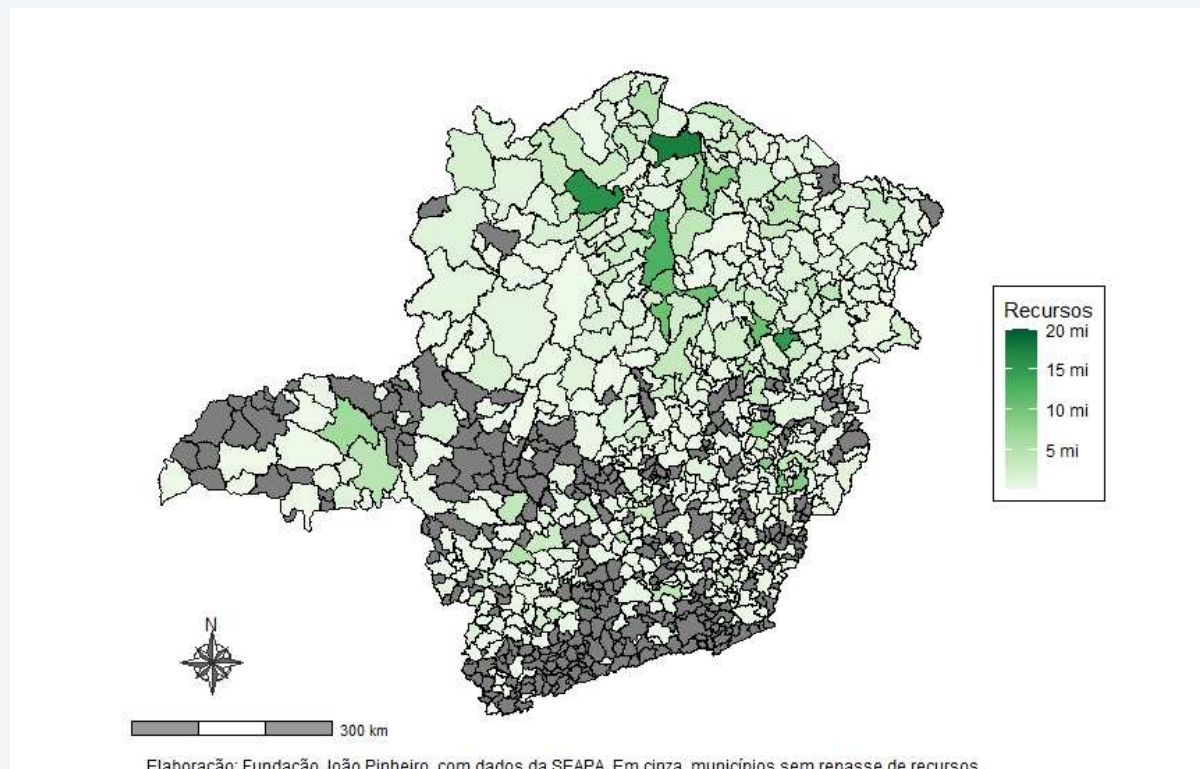 Recursos
20 mi
15 mi
10 mi
5 mi
N
300 km
Elaboração: Fundação João Pinheiro, com dados da SEAPA. Em cinza, municípios sem repasse de recursos.